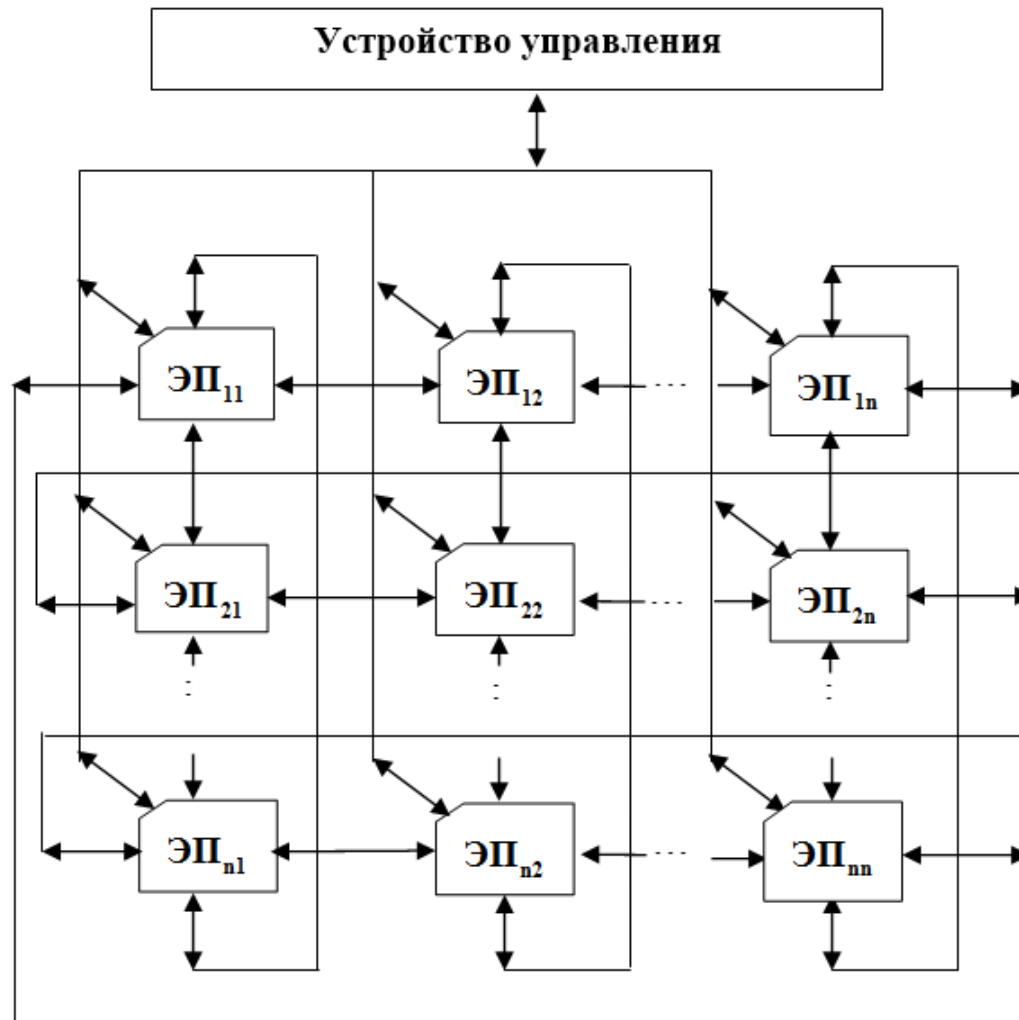 Устройство управления
ЭП11 ЭП12 ... ЭП1n
ЭП21 ЭП22 ... ЭП2n
... ... ...
ЭПn1 ЭПn2 ... ЭПnn